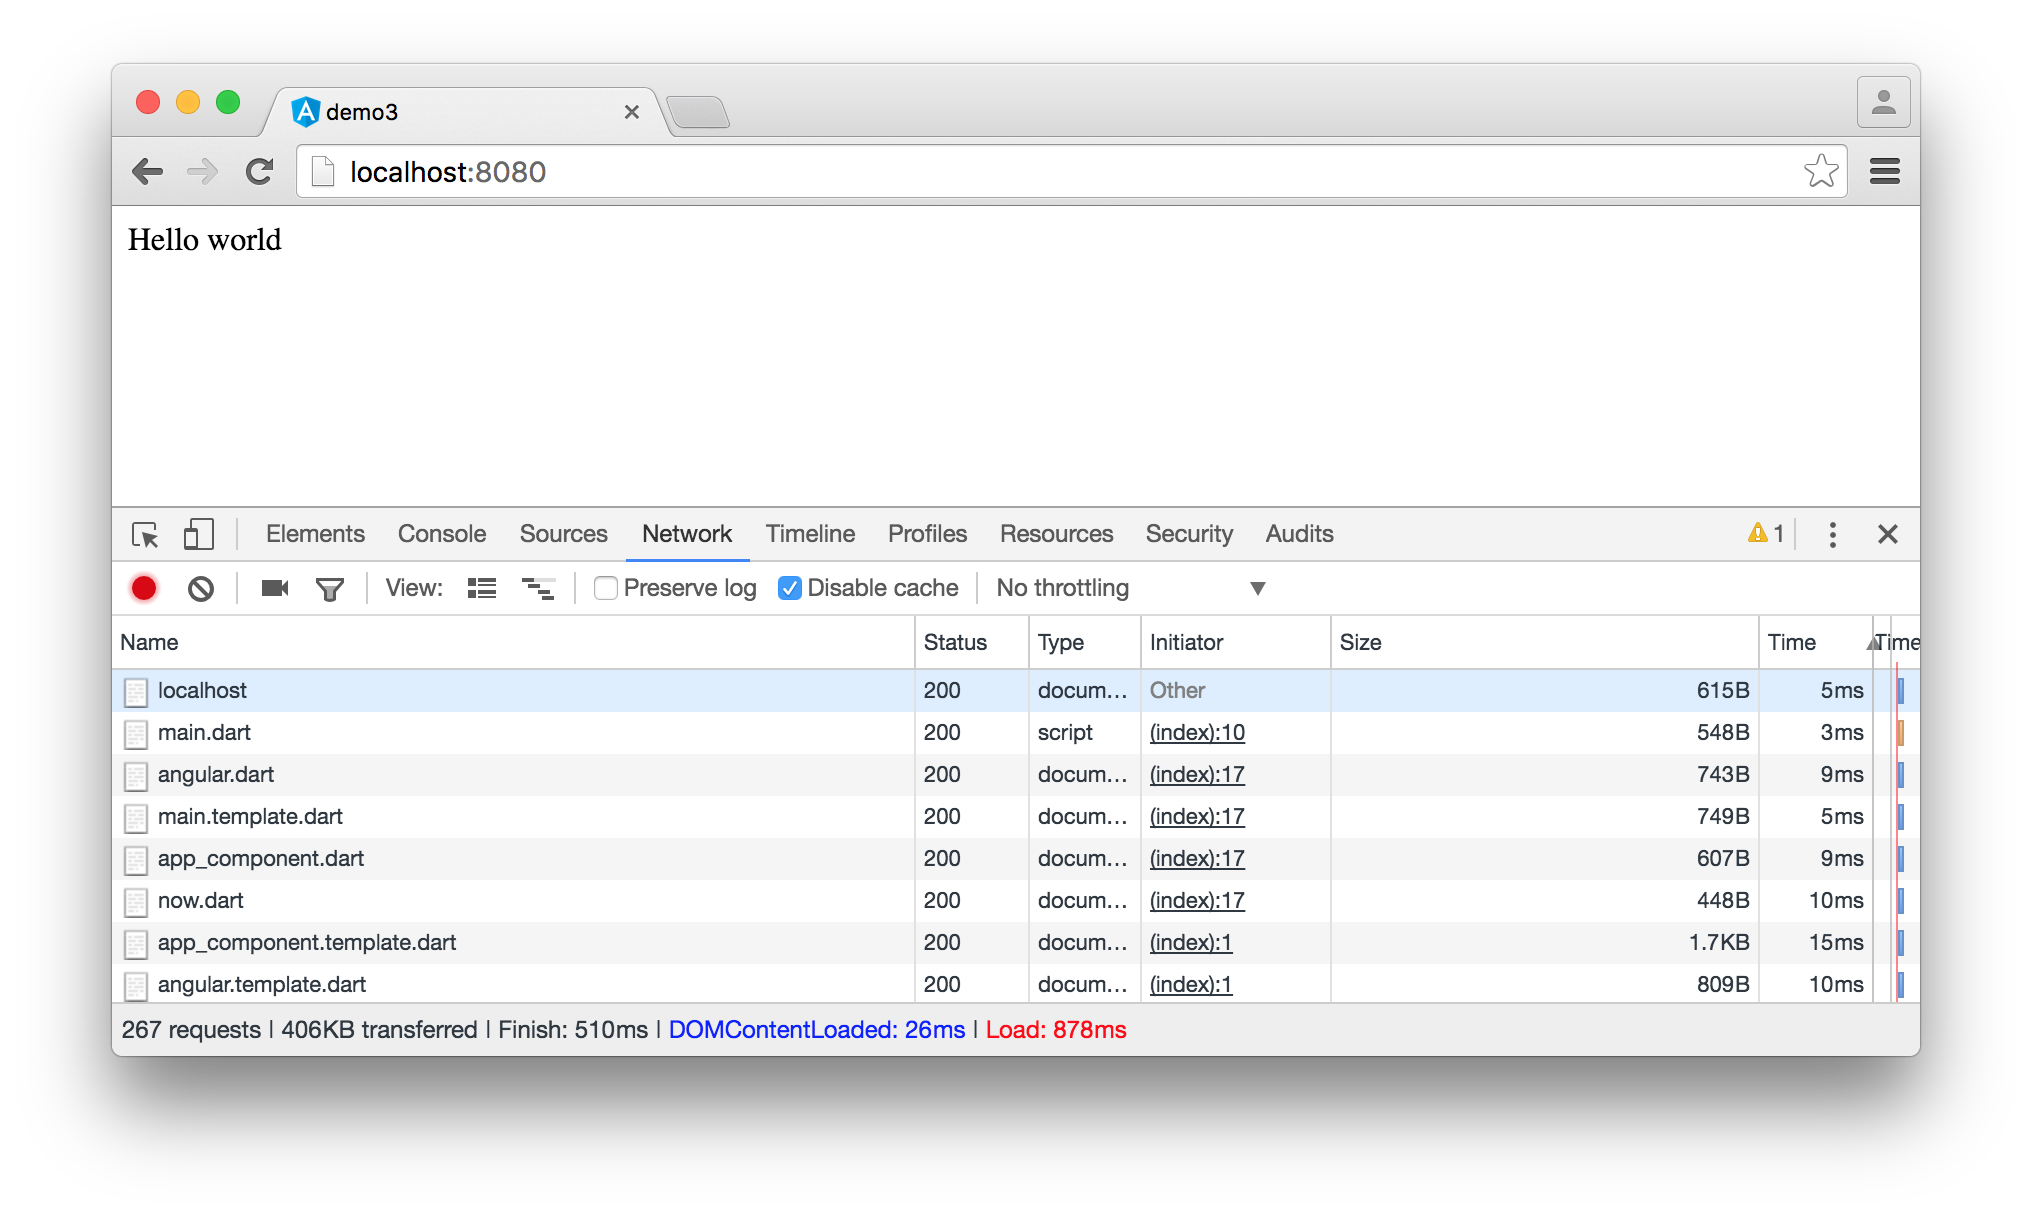 demo3
localhost:8080
Hello world
Elements Console Sources Network Timeline Profiles Resources Security Audits 1
View: Preserve log Disable cache No throttling
Name Status Type Initiator Size Time Time
localhost 200 docum... Other 615B 5ms
main.dart 200 script (index):10 548B 3ms
angular.dart 200 docum... (index):17 743B 9ms
main.template.dart 200 docum... (index):17 749B 5ms
app_component.dart 200 docum... (index):17 607B 9ms
now.dart 200 docum... (index):17 448B 10ms
app_component.template.dart 200 docum... (index):1 1.7KB 15ms
angular.template.dart 200 docum... (index):1 809B 10ms
267 requests | 406KB transferred | Finish: 510ms | DOMContentLoaded: 26ms | Load: 878ms